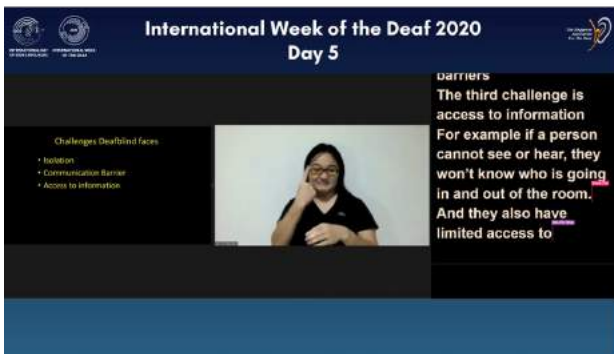 International Week of the Deaf 2020
Day 5
Challenges Deafblind faces
• Isolation
• Communication Barrier
• Access to information
barriers
The third challenge is
access to information
For example if a person
cannot see or hear, they
won't know who is going
in and out of the room.
And they also have
limited access to